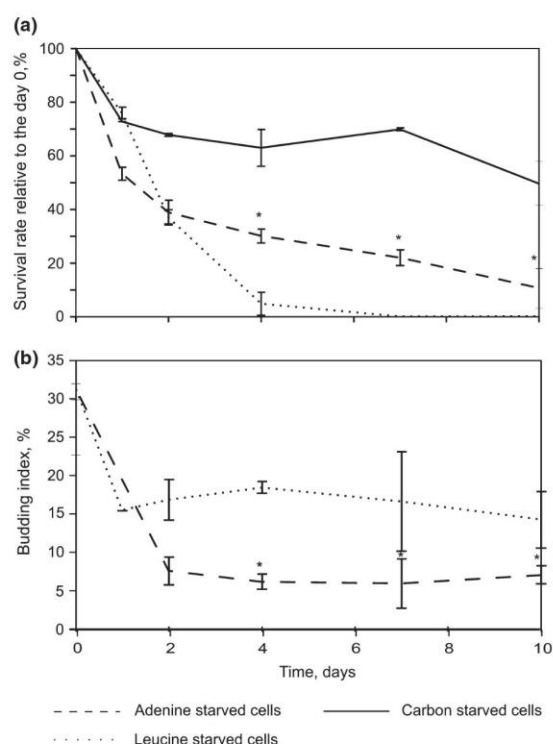 (a)
Survival rate relative to the day 0,%
100
80
60
40
20
0
*
*
*
(b)
Budding index, %
35
30
25
20
15
10
5
0
*
*
*
0 2 4 6 8 10
Time, days
Adenine starved cells Carbon starved cells
Leucine starved cells